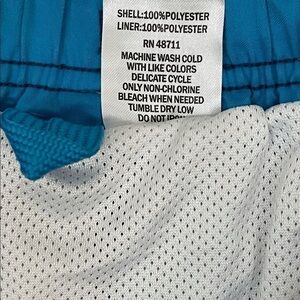 SHELL:100%POLYESTER
LINER:100%POLYESTER
RN 48711
MACHINE WASH COLD
WITH LIKE COLORS
DELICATE CYCLE
ONLY NON-CHLORINE
BLEACH WHEN NEEDED
TUMBLE DRY LOW
DO NOT IRON